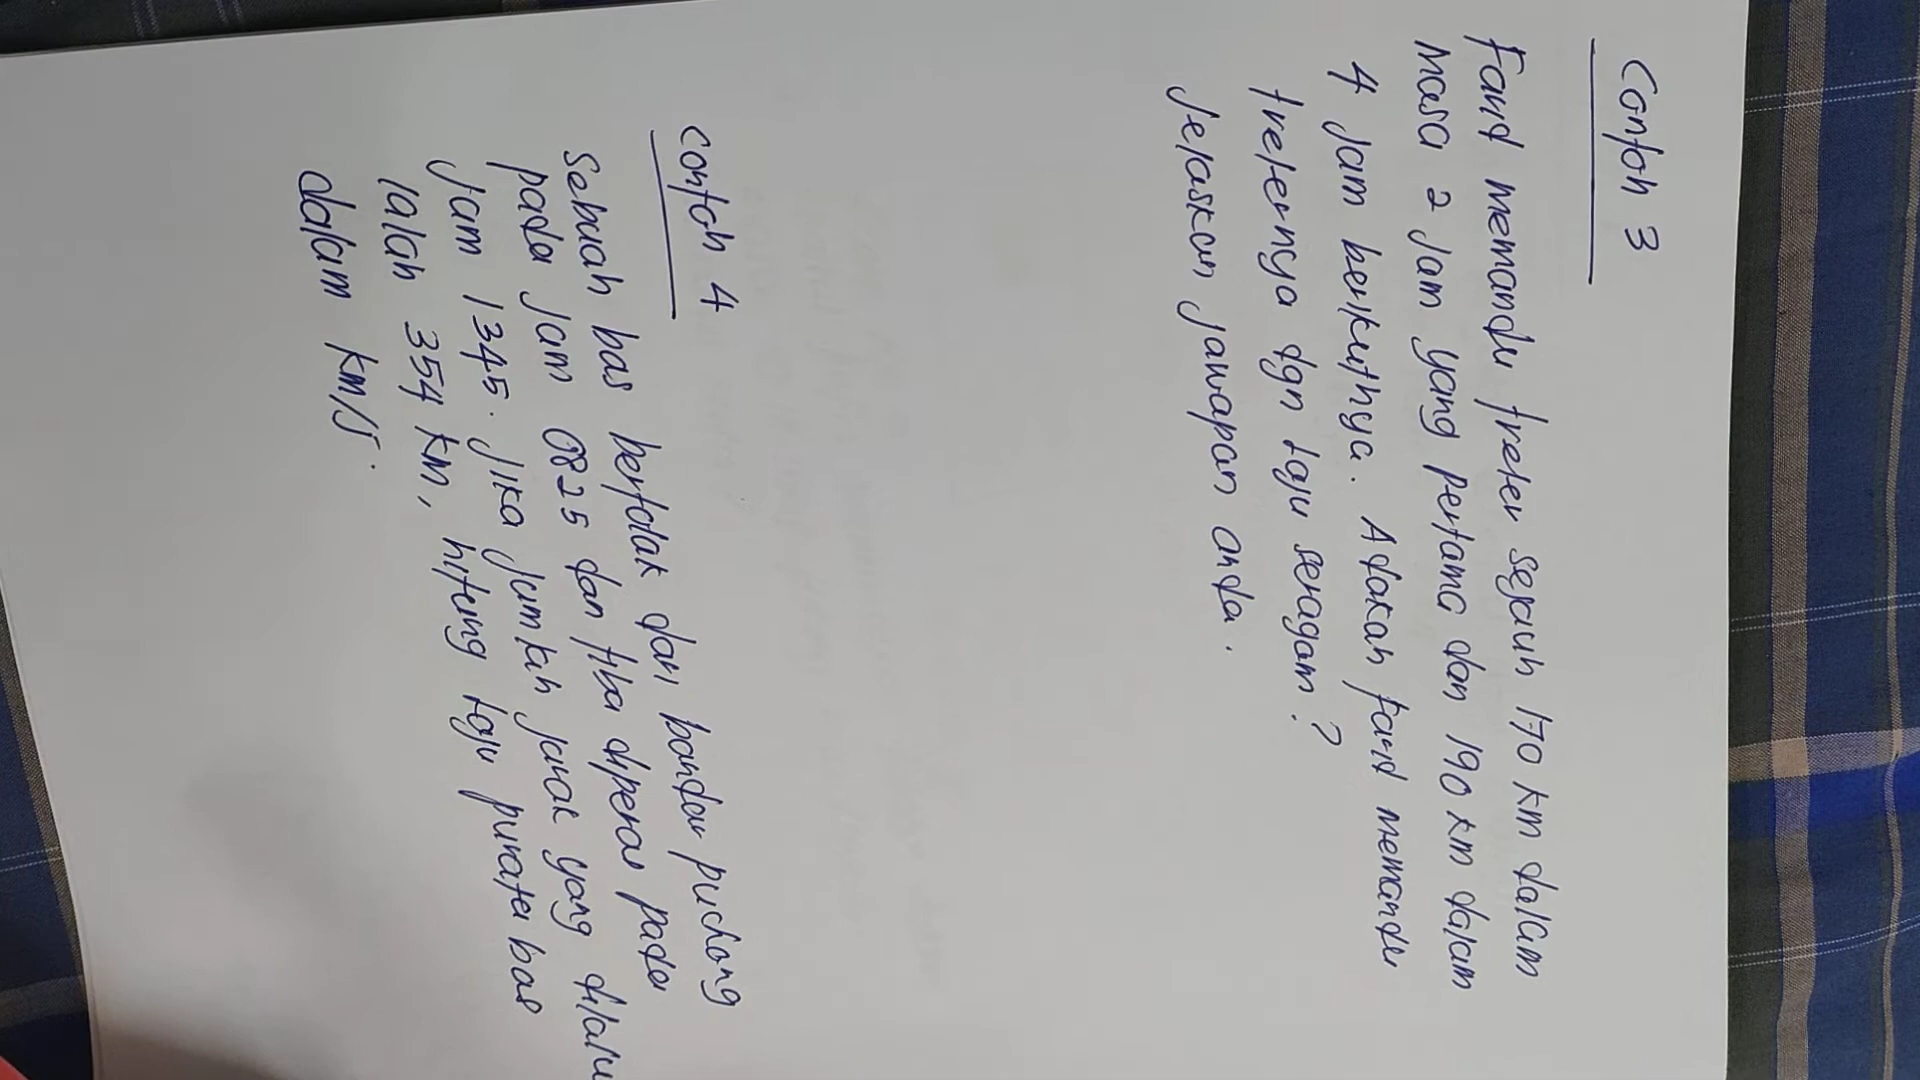 Contoh 3
Farid memandu treler sejauh 170 km dalam
masa 2 jam yang pertama dan 190 km dalam
4 jam berikutnya. Adakah farid memandu
trelernya dgn laju seragam?
Jelaskan jawapan anda.
Contoh 4
Sebuah bas bertolak dari bandar puchong
pada jam 0825 dan tiba diperak pada
jam 1345. Jika jumlah jarak yang dilalui
ialah 354 km, hitung laju purata bas
dalam km/j.